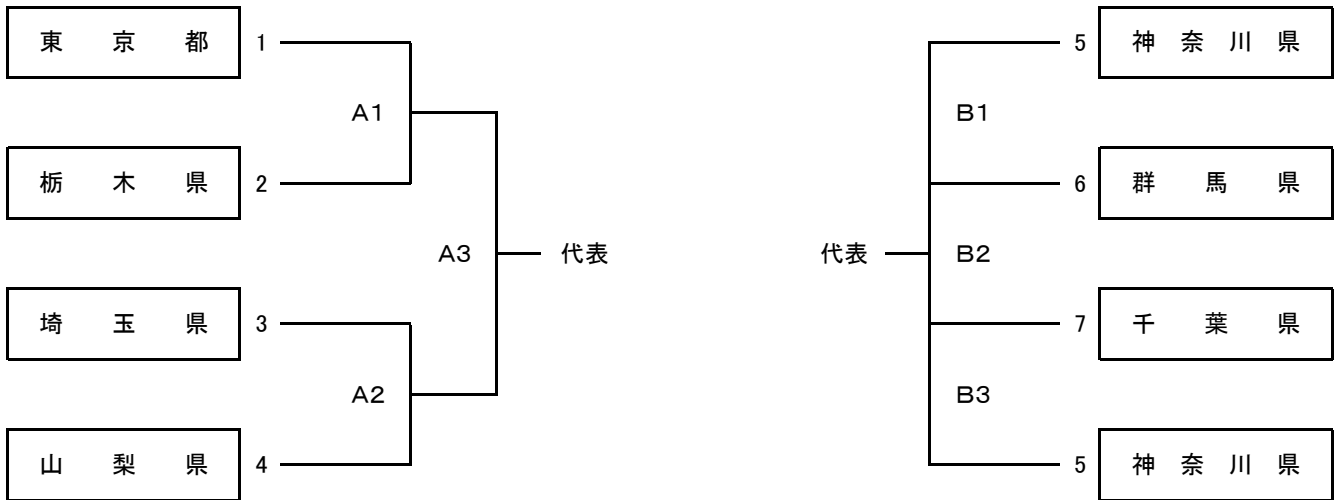 東京都 1
A1
栃木県 2
A3 代表
埼玉県 3
A2
山梨県 4
5 神奈川県
B1
6 群馬県
代表 B2
7 千葉県
B3
5 神奈川県